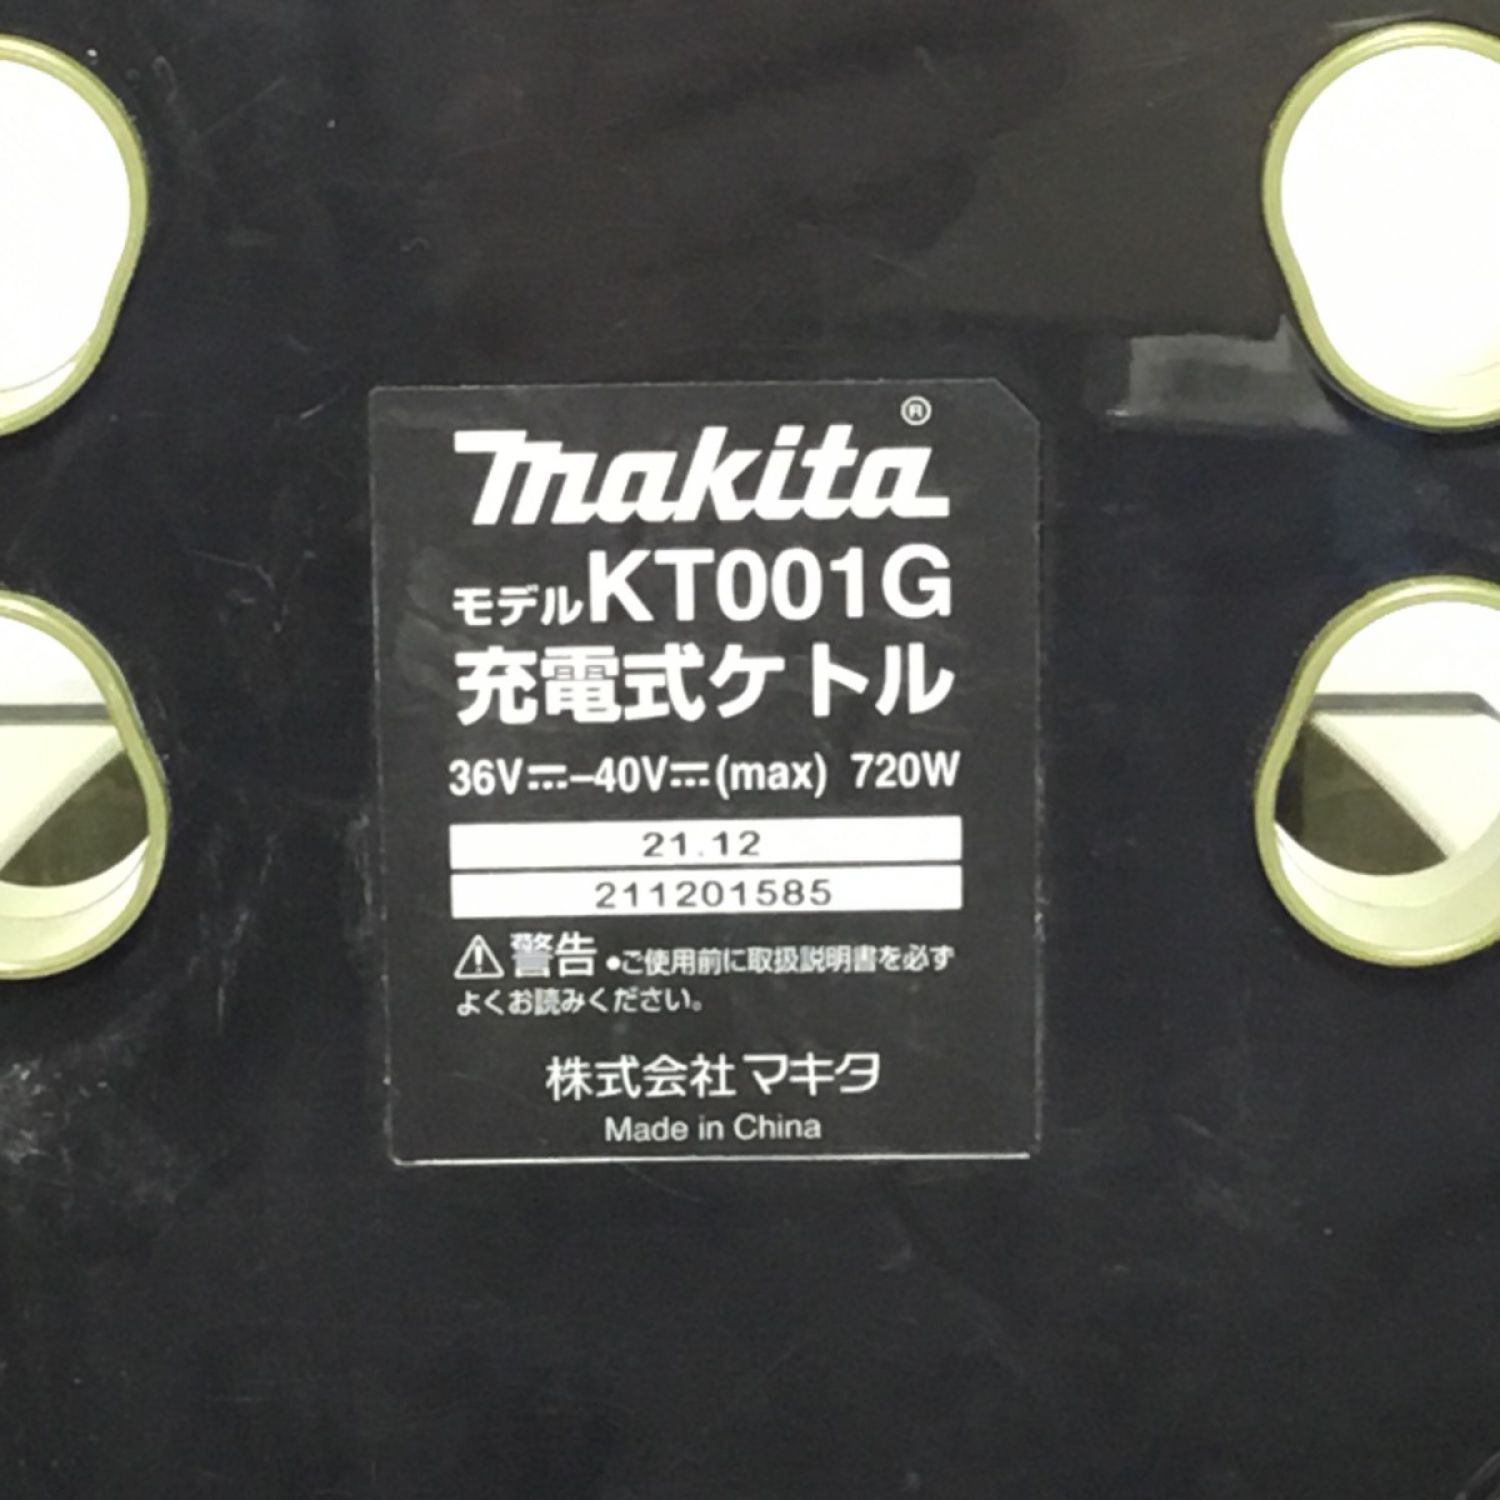 makita®
モデルKT001G
充電式ケトル
36V⎓–40V⎓(max) 720W
21.12
211201585
⚠警告 ●ご使用前に取扱説明書を必ず
よくお読みください。
株式会社マキタ
Made in China